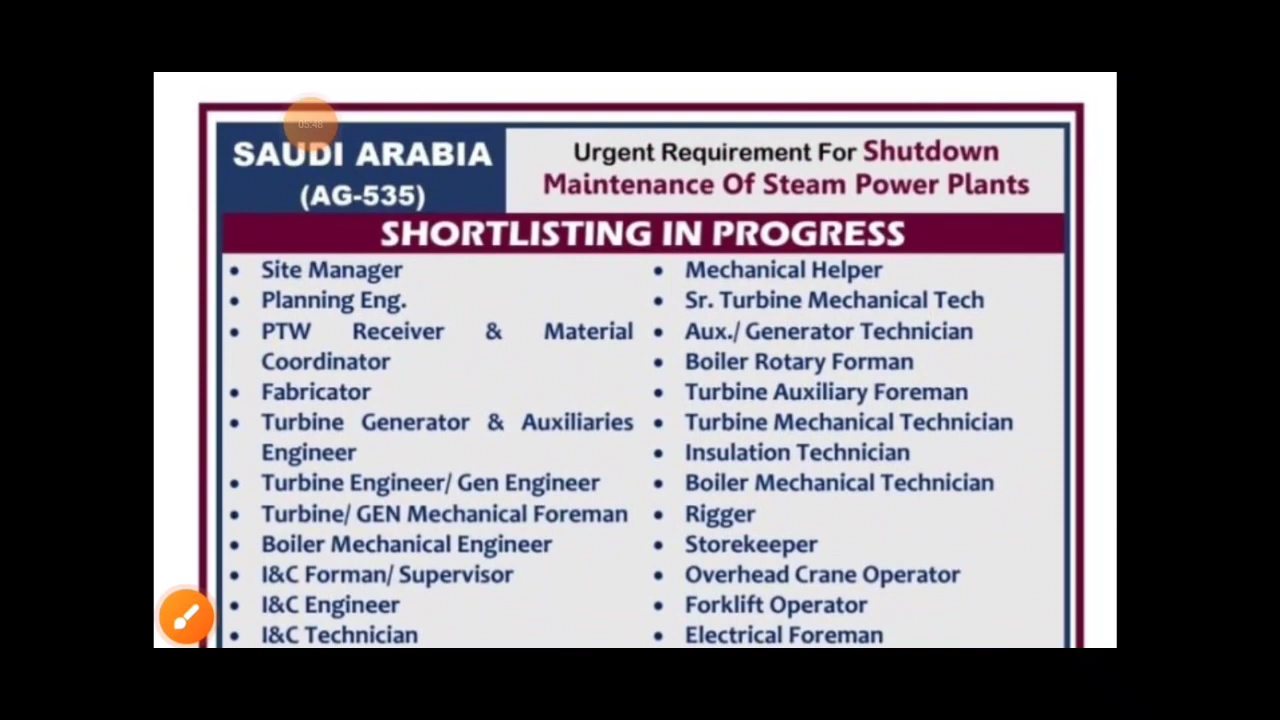 05:48
SAUDI ARABIA
(AG-535)
Urgent Requirement For Shutdown
Maintenance Of Steam Power Plants
SHORTLISTING IN PROGRESS
• Site Manager
• Planning Eng.
• PTW Receiver & Material
Coordinator
• Fabricator
• Turbine Generator & Auxiliaries
Engineer
• Turbine Engineer/ Gen Engineer
• Turbine/ GEN Mechanical Foreman
• Boiler Mechanical Engineer
• I&C Forman/ Supervisor
• I&C Engineer
• I&C Technician
• Mechanical Helper
• Sr. Turbine Mechanical Tech
• Aux./ Generator Technician
• Boiler Rotary Forman
• Turbine Auxiliary Foreman
• Turbine Mechanical Technician
• Insulation Technician
• Boiler Mechanical Technician
• Rigger
• Storekeeper
• Overhead Crane Operator
• Forklift Operator
• Electrical Foreman